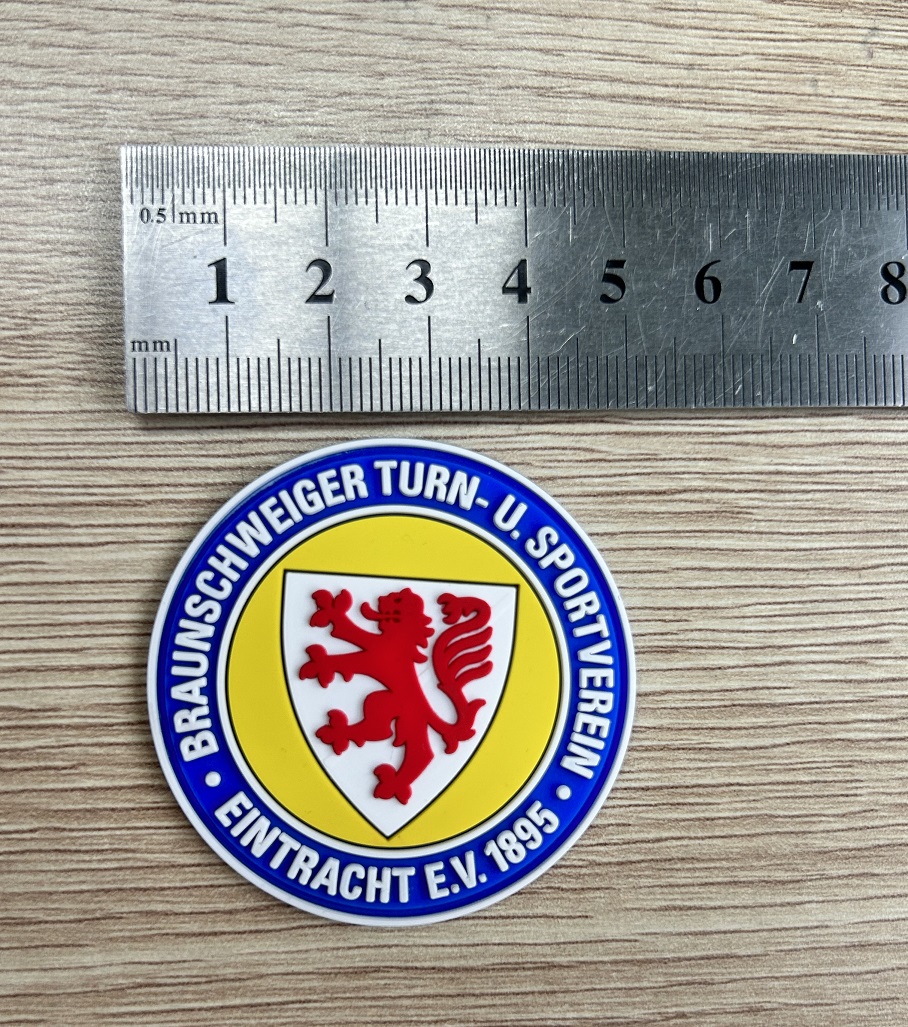 0.5 mm
1 2 3 4 5 6 7 8
mm
BRAUNSCHWEIGER TURN- U. SPORTVEREIN
• EINTRACHT E.V. 1895 •